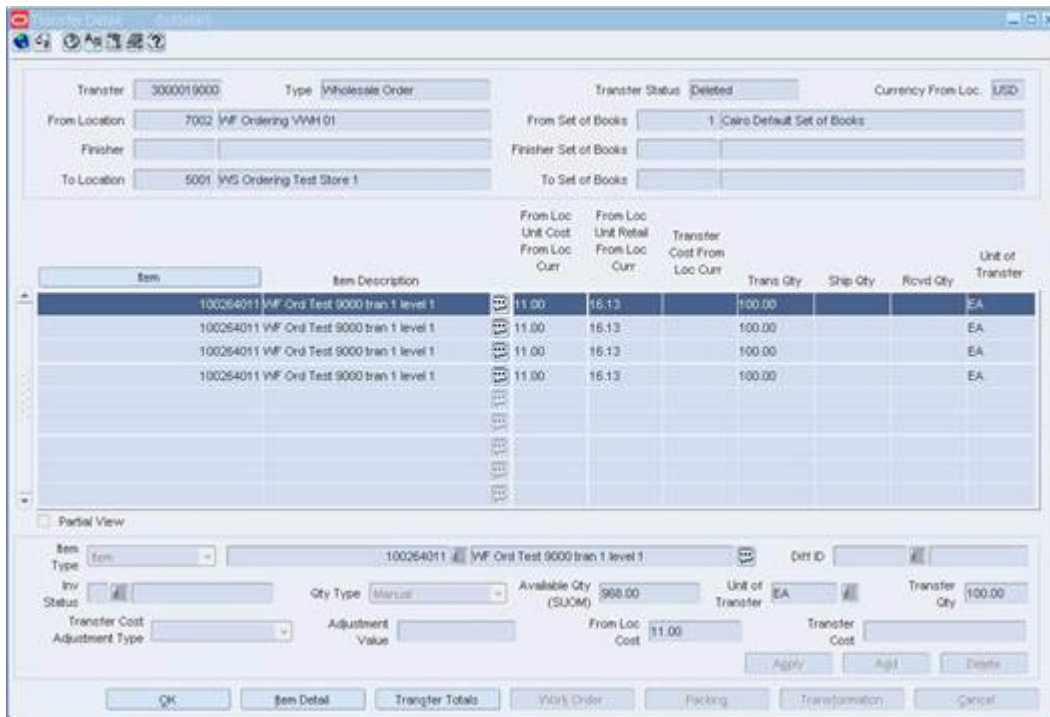 Transfer Detail
Transfer 3000019000 Type Wholesale Order Transfer Status Deleted Currency From Loc. USD
From Location 7002 WF Ordering VWH 01 From Set of Books 1 Cairo Default Set of Books
Finisher Finisher Set of Books
To Location 5001 WS Ordering Test Store 1 To Set of Books
Item Item Description From Loc Unit Cost From Loc Curr From Loc Unit Retail From Loc Curr Transfer Cost From Loc Curr Trans Qty Ship Qty Rcvd Qty Unit of Transfer
100264011 WF Ord Test 9000 tran 1 level 1 11.00 16.13 100.00 EA
100264011 WF Ord Test 9000 tran 1 level 1 11.00 16.13 100.00 EA
100264011 WF Ord Test 9000 tran 1 level 1 11.00 16.13 100.00 EA
100264011 WF Ord Test 9000 tran 1 level 1 11.00 16.13 100.00 EA
Partial View
Item Type Item 100264011 WF Ord Test 9000 tran 1 level 1 Diff ID
Inv Status Qty Type Manual Available Qty (SUOM) 968.00 Unit of Transfer EA Transfer Qty 100.00
Transfer Cost Adjustment Type Adjustment Value From Loc Cost 11.00 Transfer Cost
Apply Add Delete
OK Item Detail Transfer Totals Work Order Packing Transformation Cancel